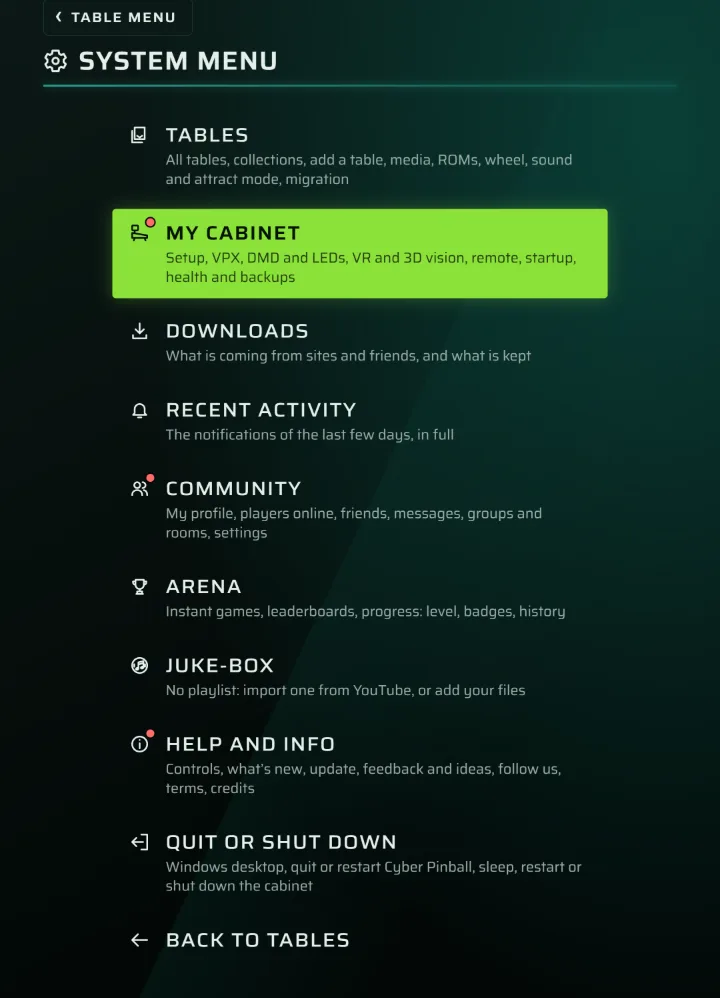 TABLE MENU
SYSTEM MENU
TABLES
All tables, collections, add a table, media, ROMs, wheel, sound
and attract mode, migration
MY CABINET
Setup, VPX, DMD and LEDs, VR and 3D vision, remote, startup,
health and backups
DOWNLOADS
What is coming from sites and friends, and what is kept
RECENT ACTIVITY
The notifications of the last few days, in full
COMMUNITY
My profile, players online, friends, messages, groups and
rooms, settings
ARENA
Instant games, leaderboards, progress: level, badges, history
JUKE-BOX
No playlist: import one from YouTube, or add your files
HELP AND INFO
Controls, what's new, update, feedback and ideas, follow us,
terms, credits
QUIT OR SHUT DOWN
Windows desktop, quit or restart Cyber Pinball, sleep, restart or
shut down the cabinet
BACK TO TABLES